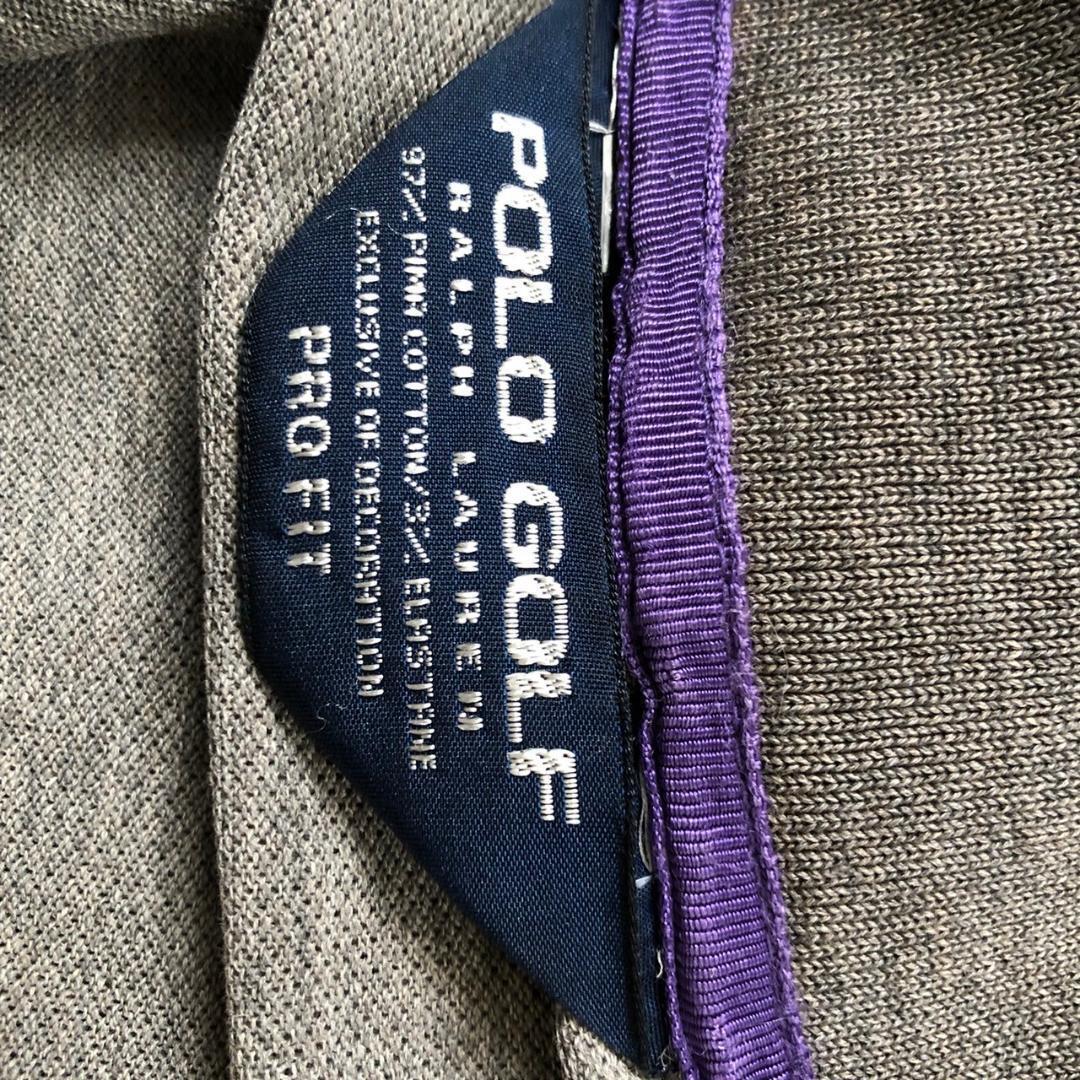 POLO GOLF
RALPH LAUREN
97% PIMA COTTON/3% ELASTANE
EXCLUSIVE OF DECORATION
PRO FIT